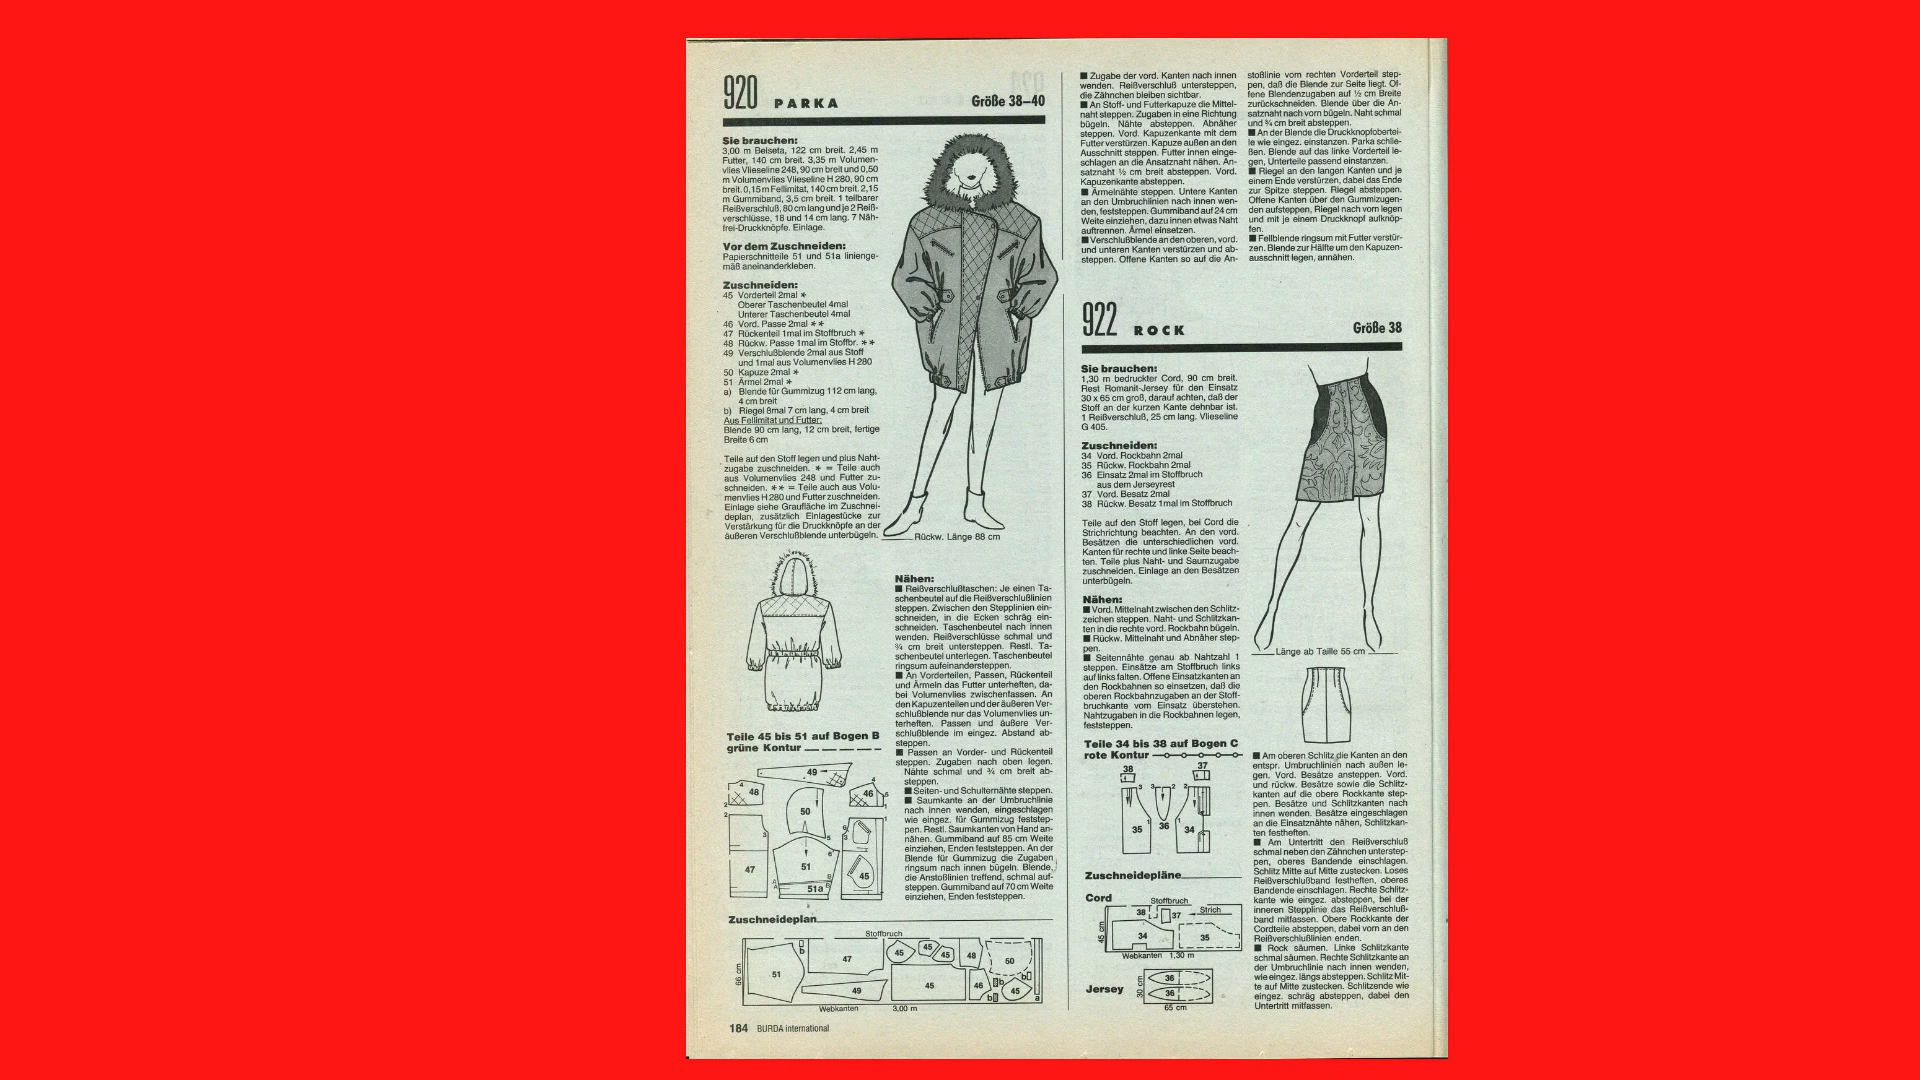 920 PARKA Größe 38–40
Sie brauchen:
3,00 m Belseta, 122 cm breit. 2,45 m
Futter, 140 cm breit. 3,35 m Volumen-
vlies Vlieseline 248, 90 cm breit und 0,50
m Volumenvlies Vlieseline H 280, 90 cm
breit. 0,15 m Fellimitat, 140 cm breit. 2,15
m Gummiband, 3,5 cm breit. 1 teilbarer
Reißverschluß, 80 cm lang und je 2 Reiß-
verschlüsse, 18 und 14 cm lang. 7 Näh-
frei-Druckknöpfe. Einlage.
Vor dem Zuschneiden:
Papierschnitteile 51 und 51a linienge-
mäß aneinanderkleben.
Zuschneiden:
45 Vorderteil 2mal *
Oberer Taschenbeutel 4mal
Unterer Taschenbeutel 4mal
46 Vord. Passe 2mal * *
47 Rückenteil 1mal im Stoffbruch *
48 Rückw. Passe 1mal im Stoffbr. * *
49 Verschlußblende 2mal aus Stoff
und 1mal aus Volumenvlies H 280
50 Kapuze 2mal *
51 Ärmel 2mal *
a) Blende für Gummizug 112 cm lang,
4 cm breit
b) Riegel 8mal 7 cm lang, 4 cm breit
Aus Fellimitat und Futter:
Blende 90 cm lang, 12 cm breit, fertige
Breite 6 cm
Teile auf den Stoff legen und plus Naht-
zugabe zuschneiden. * = Teile auch
aus Volumenvlies 248 und Futter zu-
schneiden. * * = Teile auch aus Volu-
menvlies H 280 und Futter zuschneiden.
Einlage siehe Graufläche im Zuschnei-
deplan, zusätzlich Einlagestücke zur
Verstärkung für die Druckknöpfe an der
äußeren Verschlußblende unterbügeln.
Rückw. Länge 88 cm
Teile 45 bis 51 auf Bogen B
grüne Kontur
49
48
46
50
47
51
51a
45
Nähen:
■ Reißverschlußtaschen: Je einen Ta-
schenbeutel auf die Reißverschlußlinien
steppen. Zwischen den Stepplinien ein-
schneiden, in die Ecken schräg ein-
schneiden. Taschenbeutel nach innen
wenden. Reißverschlüsse schmal und
¾ cm breit untersteppen. Restl. Ta-
schenbeutel unterlegen. Taschenbeutel
ringsum aufeinandersteppen.
■ An Vorderteilen, Passen, Rückenteil
und Ärmeln das Futter unterheften, da-
bei Volumenvlies zwischenfassen. An
den Kapuzenteilen und der äußeren Ver-
schlußblende nur das Volumenvlies un-
terheften. Passen und äußere Ver-
schlußblende im eingez. Abstand ab-
steppen.
■ Passen an Vorder- und Rückenteil
steppen. Zugaben nach oben legen.
Nähte schmal und ¾ cm breit ab-
steppen.
■ Seiten- und Schulternähte steppen.
■ Saumkante an der Umbruchlinie
nach innen wenden, eingeschlagen
wie eingez. für Gummizug feststep-
pen. Restl. Saumkanten von Hand an-
nähen. Gummiband auf 85 cm Weite
einziehen, Enden feststeppen. An der
Blende für Gummizug die Zugaben
ringsum nach innen bügeln. Blende,
die Anstoßlinien treffend, schmal auf-
steppen. Gummiband auf 70 cm Weite
einziehen, Enden feststeppen.
Zuschneideplan
Stoffbruch
66 cm
51
b
47
49
45
45
45
45
48
46
50
b
b
b
45
a
Webkanten 3,00 m
184 BURDA international
■ Zugabe der vord. Kanten nach innen
wenden. Reißverschluß untersteppen,
die Zähnchen bleiben sichtbar.
■ An Stoff- und Futterkapuze die Mittel-
naht steppen. Zugaben in eine Richtung
bügeln. Nähte absteppen. Abnäher
steppen. Vord. Kapuzenkante mit dem
Futter verstürzen. Kapuze außen an den
Ausschnitt steppen. Futter innen einge-
schlagen an die Ansatznaht nähen. An-
satznaht ½ cm breit absteppen. Vord.
Kapuzenkante absteppen.
■ Ärmelnähte steppen. Untere Kanten
an den Umbruchlinien nach innen wen-
den, feststeppen. Gummiband auf 24 cm
Weite einziehen, dazu innen etwas Naht
auftrennen. Ärmel einsetzen.
■ Verschlußblende an den oberen, vord.
und unteren Kanten verstürzen und ab-
steppen. Offene Kanten so auf die An-
stoßlinie vom rechten Vorderteil step-
pen, daß die Blende zur Seite liegt. Of-
fene Blendenzugaben auf ½ cm Breite
zurückschneiden. Blende über die An-
satznaht nach vorn bügeln. Naht schmal
und ¾ cm breit absteppen.
■ An der Blende die Druckknopfobertei-
le wie eingez. einstanzen. Parka schlie-
ßen. Blende auf das linke Vorderteil le-
gen, Unterteile passend einstanzen.
■ Riegel an den langen Kanten und je
einem Ende verstürzen, dabei das Ende
zur Spitze steppen. Riegel absteppen.
Offene Kanten über den Gummizugen-
den aufsteppen, Riegel nach vorn legen
und mit je einem Druckknopf aufknöp-
fen.
■ Fellblende ringsum mit Futter verstür-
zen. Blende zur Hälfte um den Kapuzen-
ausschnitt legen, annähen.
922 ROCK Größe 38
Sie brauchen:
1,30 m bedruckter Cord, 90 cm breit.
Rest Romanit-Jersey für den Einsatz
30 x 65 cm groß, darauf achten, daß der
Stoff an der kurzen Kante dehnbar ist.
1 Reißverschluß, 25 cm lang. Vlieseline
G 405.
Zuschneiden:
34 Vord. Rockbahn 2mal
35 Rückw. Rockbahn 2mal
36 Einsatz 2mal im Stoffbruch
aus dem Jerseyrest
37 Vord. Besatz 2mal
38 Rückw. Besatz 1mal im Stoffbruch
Teile auf den Stoff legen, bei Cord die
Strichrichtung beachten. An den vord.
Besätzen die unterschiedlichen vord.
Kanten für rechte und linke Seite beach-
ten. Teile plus Naht- und Saumzugabe
zuschneiden. Einlage an den Besätzen
unterbügeln.
Nähen:
■ Vord. Mittelnaht zwischen den Schlitz-
zeichen steppen. Naht- und Schlitzkan-
ten in die rechte vord. Rockbahn bügeln.
■ Rückw. Mittelnaht und Abnäher step-
pen.
■ Seitennähte genau ab Nahtzahl 1
steppen. Einsätze am Stoffbruch links
auf links falten. Offene Einsatzkanten an
den Rockbahnen so einsetzen, daß die
oberen Rockbahnzugaben an der Stoff-
bruchkante vom Einsatz überstehen.
Nahtzugaben in die Rockbahnen legen,
feststeppen.
Länge ab Taille 55 cm
Teile 34 bis 38 auf Bogen C
rote Kontur
38
37
35
36
34
Zuschneidepläne
Cord
Stoffbruch
45 cm
38
37
Strich
34
35
Webkanten 1,30 m
Jersey
30 cm
36
36
65 cm
■ Am oberen Schlitz die Kanten an den
entspr. Umbruchlinien nach außen le-
gen. Vord. Besätze ansteppen. Vord.
und rückw. Besätze sowie die Schlitz-
kanten auf die obere Rockkante step-
pen. Besätze und Schlitzkanten nach
innen wenden. Besätze eingeschlagen
an die Einsatznähte nähen, Schlitzkan-
ten festheften.
■ Am Untertritt den Reißverschluß
schmal neben den Zähnchen unterstep-
pen, oberes Bandende einschlagen.
Schlitz Mitte auf Mitte zustecken. Loses
Reißverschlußband festheften, oberes
Bandende einschlagen. Rechte Schlitz-
kante wie eingez. absteppen, bei der
inneren Stepplinie das Reißverschluß-
band mitfassen. Obere Rockkante der
Cordteile absteppen, dabei vorn an den
Reißverschlußlinien enden.
■ Rock säumen. Linke Schlitzkante
schmal säumen. Rechte Schlitzkante an
der Umbruchlinie nach innen wenden,
wie eingez. längs absteppen. Schlitz Mit-
te auf Mitte zustecken. Schlitzende wie
eingez. schräg absteppen, dabei den
Untertritt mitfassen.